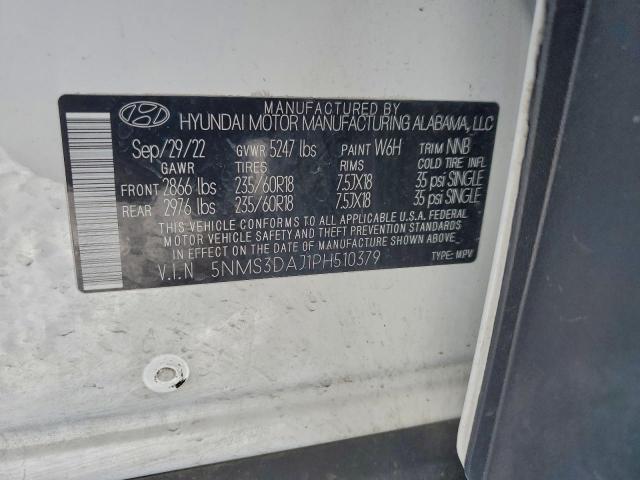 MANUFACTURED BY
HYUNDAI MOTOR MANUFACTURING ALABAMA, LLC
Sep/29/22 GVWR 5247 lbs PAINT W6H TRIM NNB
GAWR TIRES RIMS COLD TIRE INFL
FRONT 2866 lbs 235/60R18 7.5JX18 35 psi SINGLE
REAR 2976 lbs 235/60R18 7.5JX18 35 psi SINGLE
THIS VEHICLE CONFORMS TO ALL APPLICABLE U.S.A. FEDERAL
MOTOR VEHICLE SAFETY AND THEFT PREVENTION STANDARDS
IN EFFECT ON THE DATE OF MANUFACTURE SHOWN ABOVE.
V.I.N 5NMS3DAJ1PH510379 TYPE: MPV